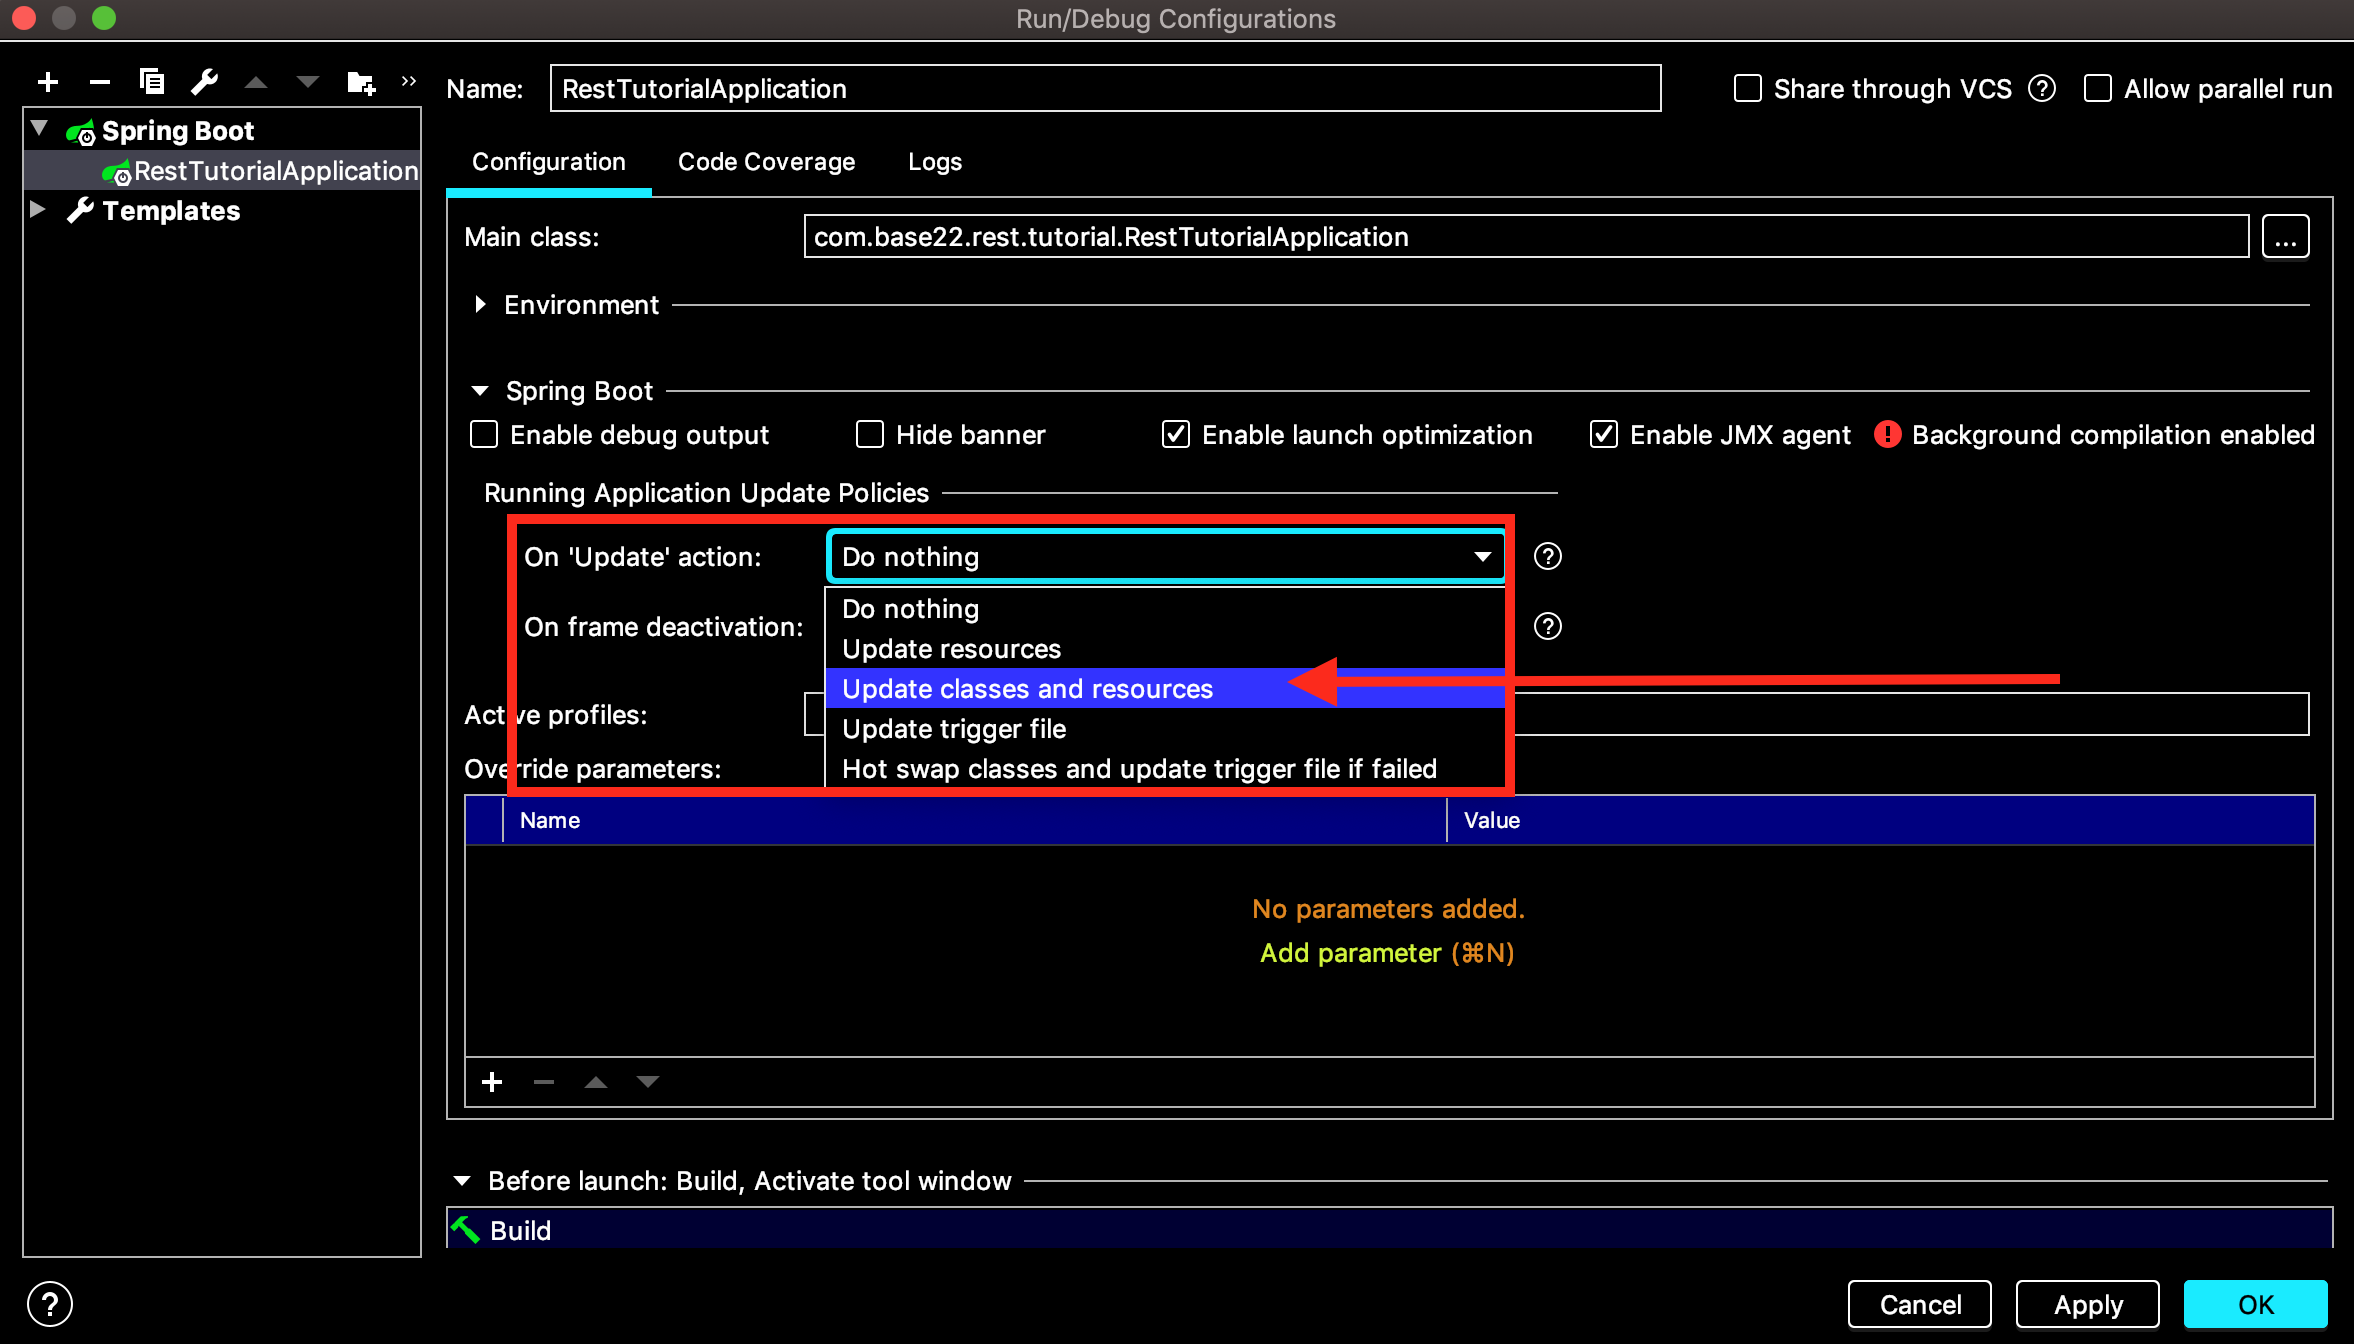 Run/Debug Configurations
Name: RestTutorialApplication Share through VCS ? Allow parallel run
Spring Boot
RestTutorialApplication
Templates
Configuration Code Coverage Logs
Main class: com.base22.rest.tutorial.RestTutorialApplication ...
Environment
Spring Boot
Enable debug output Hide banner Enable launch optimization Enable JMX agent ! Background compilation enabled
Running Application Update Policies
On 'Update' action: Do nothing ?
Do nothing
On frame deactivation: ?
Update resources
Update classes and resources
Active profiles:
Update trigger file
Override parameters: Hot swap classes and update trigger file if failed
Name Value
No parameters added.
Add parameter (⌘N)
Before launch: Build, Activate tool window
Build
? Cancel Apply OK